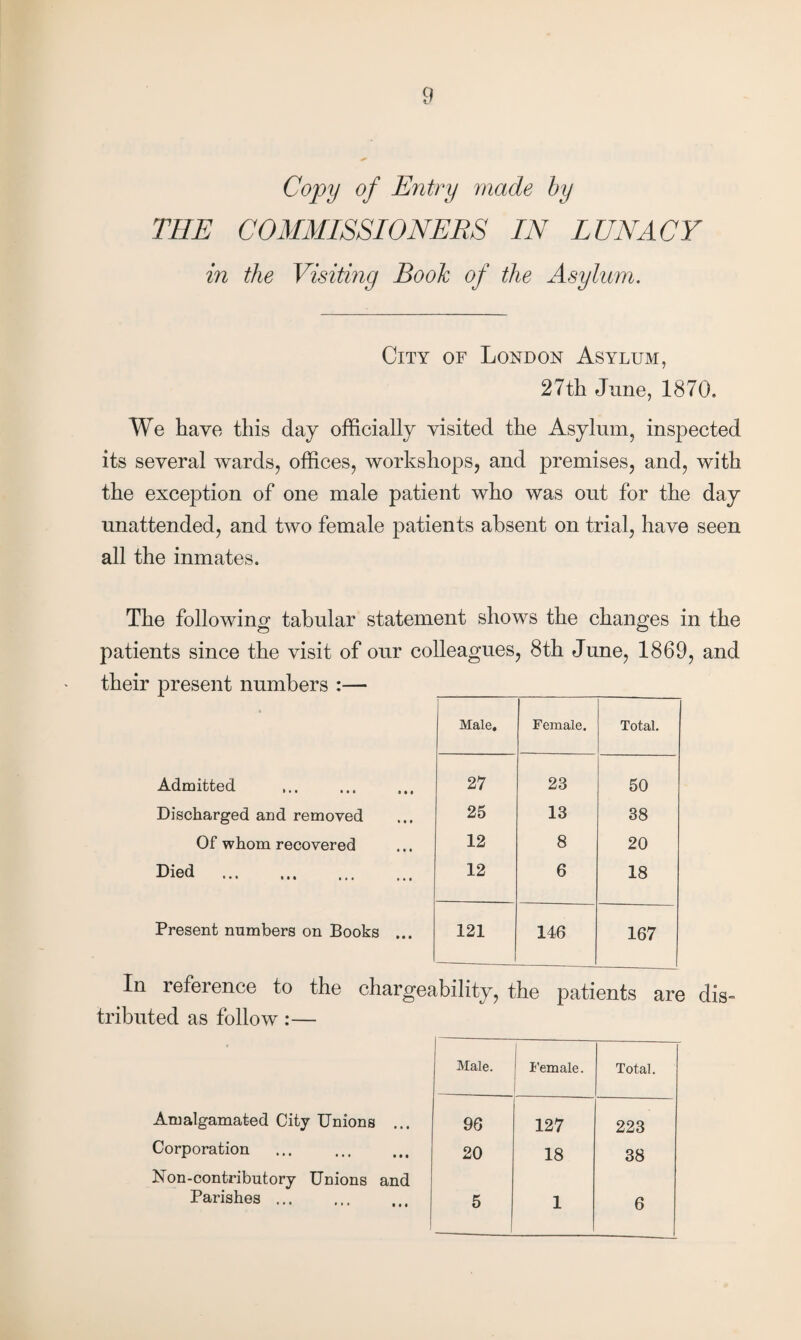 9
Copy of Entry made by
THE COMMISSIONERS IN LUNACY
in the Visiting Book of the Asylum.
City of London Asylum,
27th June, 1870.
We have this day officially visited the Asylum, inspected
its several wards, offices, workshops, and premises, and, with
the exception of one male patient who was out for the day
unattended, and two female patients absent on trial, have seen
all the inmates.
The following tabular statement shows the changes in the
patients since the visit of our colleagues, 8th June, 1869, and
their present numbers :—
Male. Female. Total.
Admitted ... ... ... 27 23 50
Discharged and removed ... 25 13 38
Of whom recovered ... 12 8 20
Died ... ... ... ... 12 6 18
Present numbers on Books ... 121 146 167
In reference to the chargeability, the patients are dis-
tributed as follow :—
Male. Female. Total.
Amalgamated City Unions ... 96 127 223
Corporation ... ... ... 20 18 38
Non-contributory Unions and
Parishes ... ... ... 5 1 6